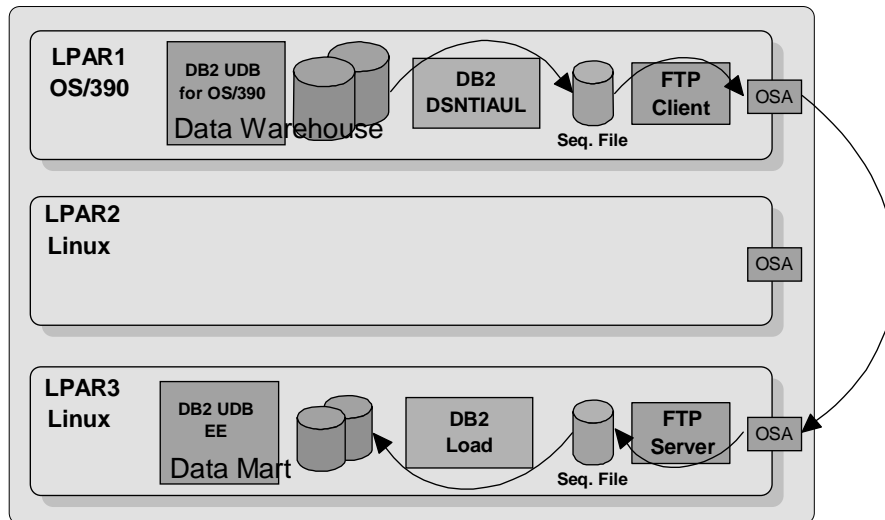 LPAR1
OS/390
DB2 UDB
for OS/390
Data Warehouse
DB2
DSNTIAUL
Seq. File
FTP
Client
OSA
LPAR2
Linux
OSA
LPAR3
Linux
DB2 UDB
EE
Data Mart
DB2
Load
Seq. File
FTP
Server
OSA